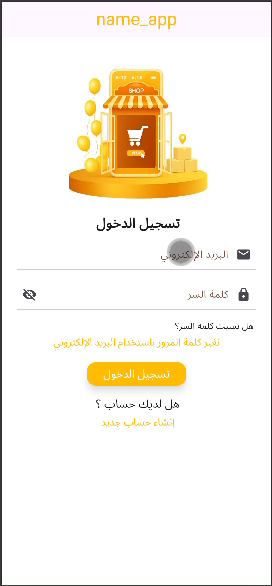 name_app
SHOP
تسجيل الدخول
البريد الإلكتروني
كلمة السر
هل نسيت كلمة السر؟
تغير كلمة المرور باستخدام البريد الإلكتروني
تسجيل الدخول
هل لديك حساب ؟
إنشاء حساب جديد